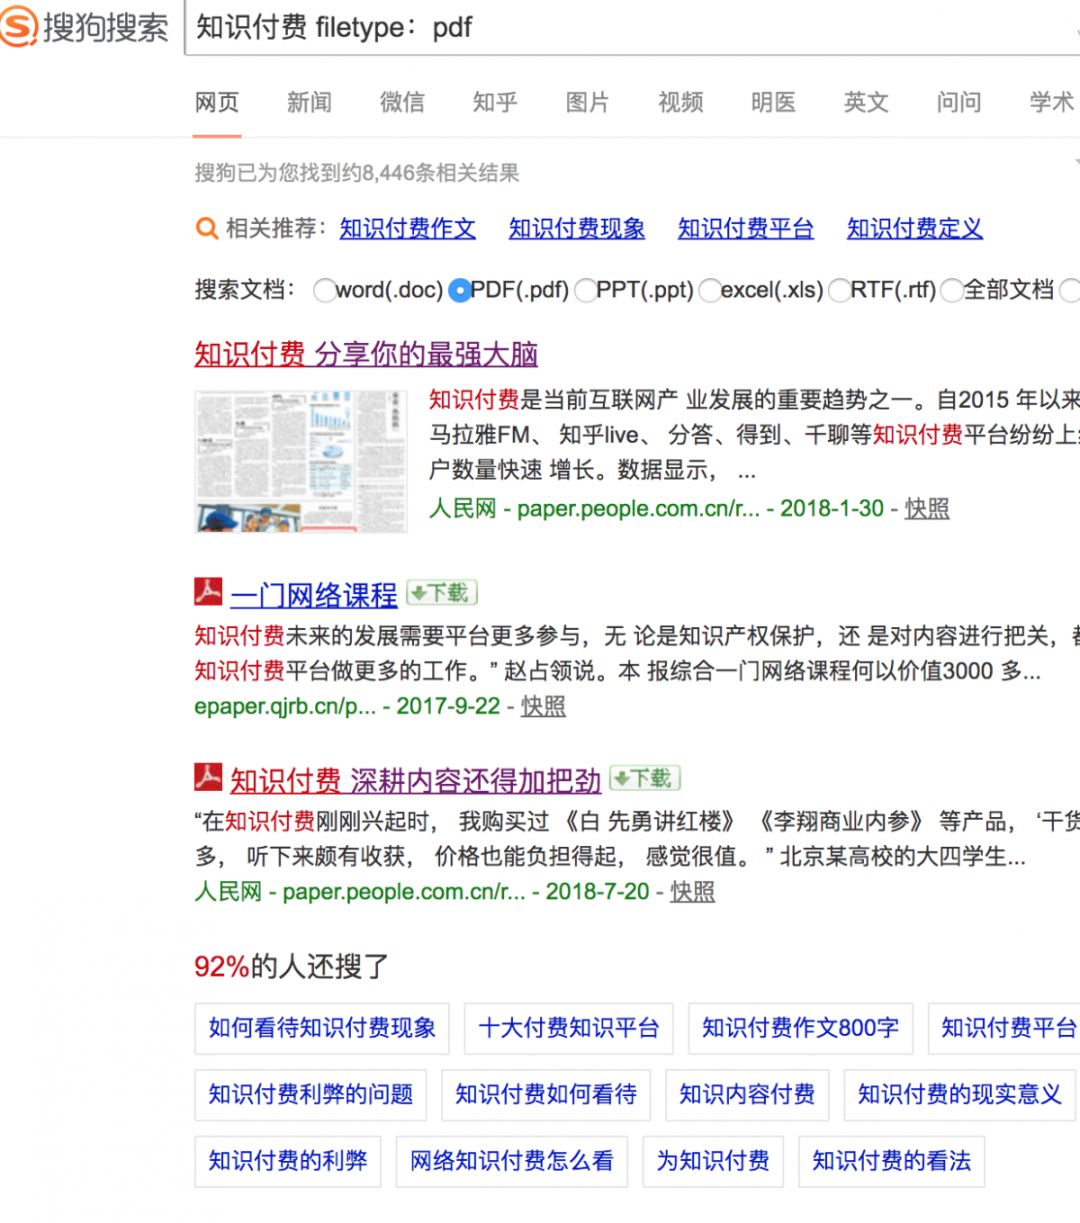 搜狗搜索 知识付费 filetype：pdf
网页 新闻 微信 知乎 图片 视频 明医 英文 问问 学术
搜狗已为您找到约8,446条相关结果
相关推荐： 知识付费作文 知识付费现象 知识付费平台 知识付费定义
搜索文档： word(.doc) PDF(.pdf) PPT(.ppt) excel(.xls) RTF(.rtf) 全部文档
知识付费 分享你的最强大脑
知识付费是当前互联网产 业发展的重要趋势之一。自2015 年以来
马拉雅FM、 知乎live、 分答、得到、千聊等知识付费平台纷纷上
户数量快速 增长。数据显示， ...
人民网 - paper.people.com.cn/r... - 2018-1-30 - 快照
一门网络课程 下载
知识付费未来的发展需要平台更多参与，无 论是知识产权保护，还 是对内容进行把关，
知识付费平台做更多的工作。” 赵占领说。本 报综合一门网络课程何以价值3000 多...
epaper.qjrb.cn/p... - 2017-9-22 - 快照
知识付费 深耕内容还得加把劲 下载
“在知识付费刚刚兴起时， 我购买过 《白 先勇讲红楼》 《李翔商业内参》 等产品， ‘干货
多， 听下来颇有收获， 价格也能负担得起， 感觉很值。 ” 北京某高校的大四学生...
人民网 - paper.people.com.cn/r... - 2018-7-20 - 快照
92%的人还搜了
如何看待知识付费现象 十大付费知识平台 知识付费作文800字 知识付费平台
知识付费利弊的问题 知识付费如何看待 知识内容付费 知识付费的现实意义
知识付费的利弊 网络知识付费怎么看 为知识付费 知识付费的看法